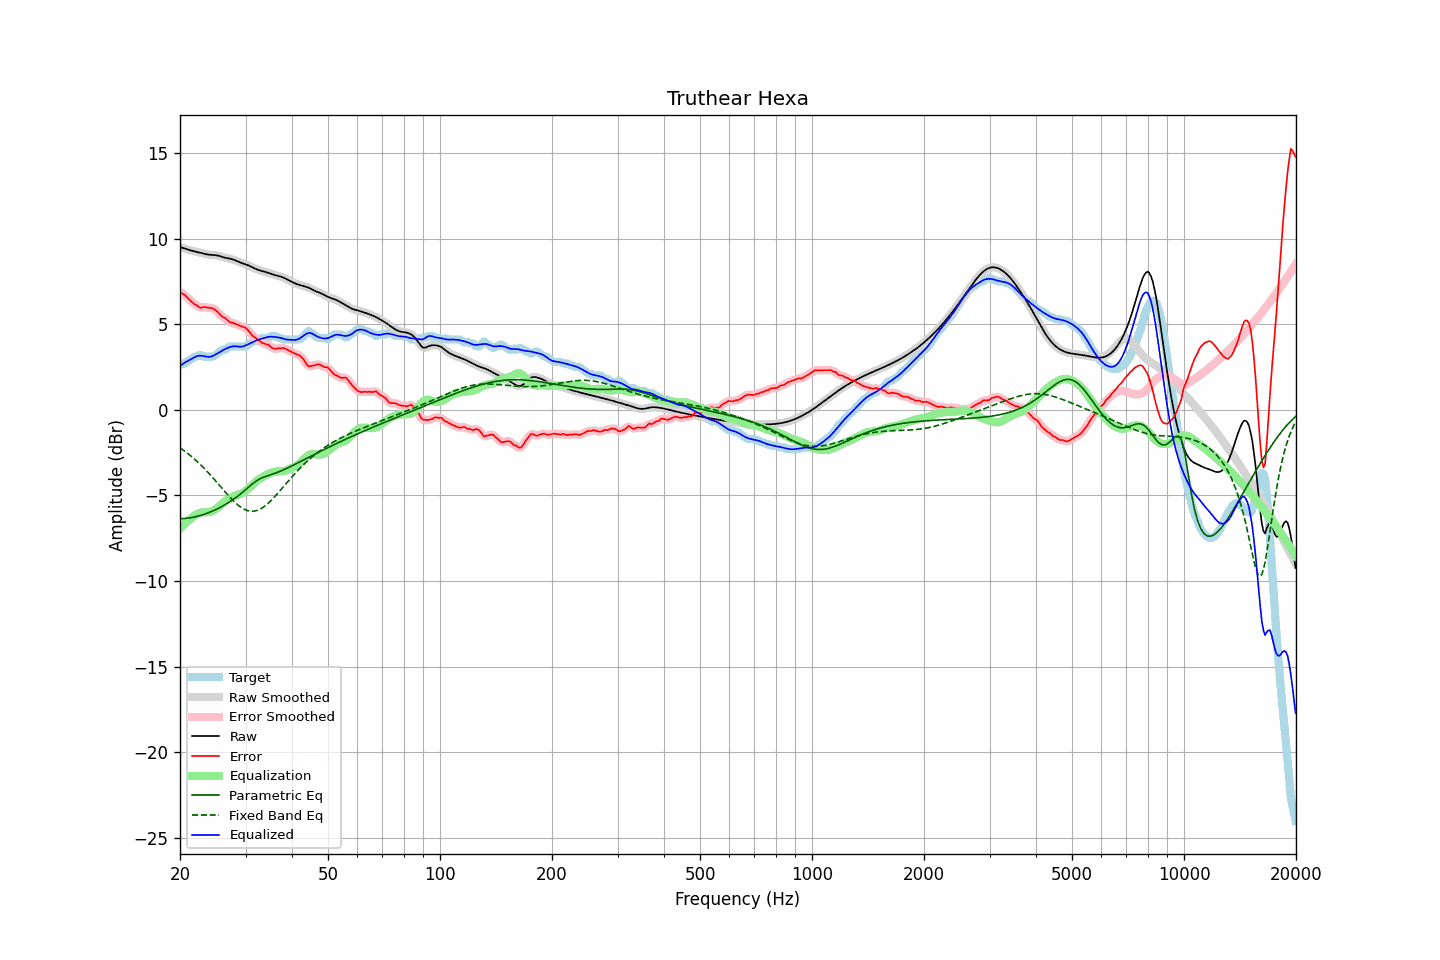 Truthear Hexa
Amplitude (dBr)
15
10
5
0
−5
−10
−15
−20
−25
Target
Raw Smoothed
Error Smoothed
Raw
Error
Equalization
Parametric Eq
Fixed Band Eq
Equalized
20
50
100
200
500
1000
2000
5000
10000
20000
Frequency (Hz)